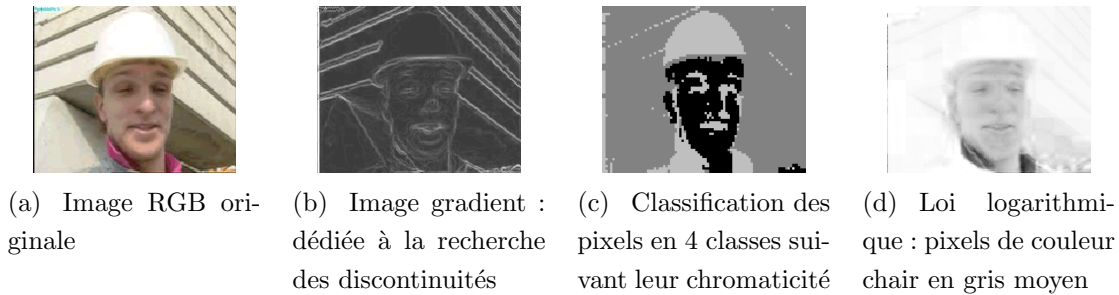 (a) Image RGB ori-
ginale
(b) Image gradient :
dédiée à la recherche
des discontinuités
(c) Classification des
pixels en 4 classes sui-
vant leur chromaticité
(d) Loi logarithmi-
que : pixels de couleur
chair en gris moyen